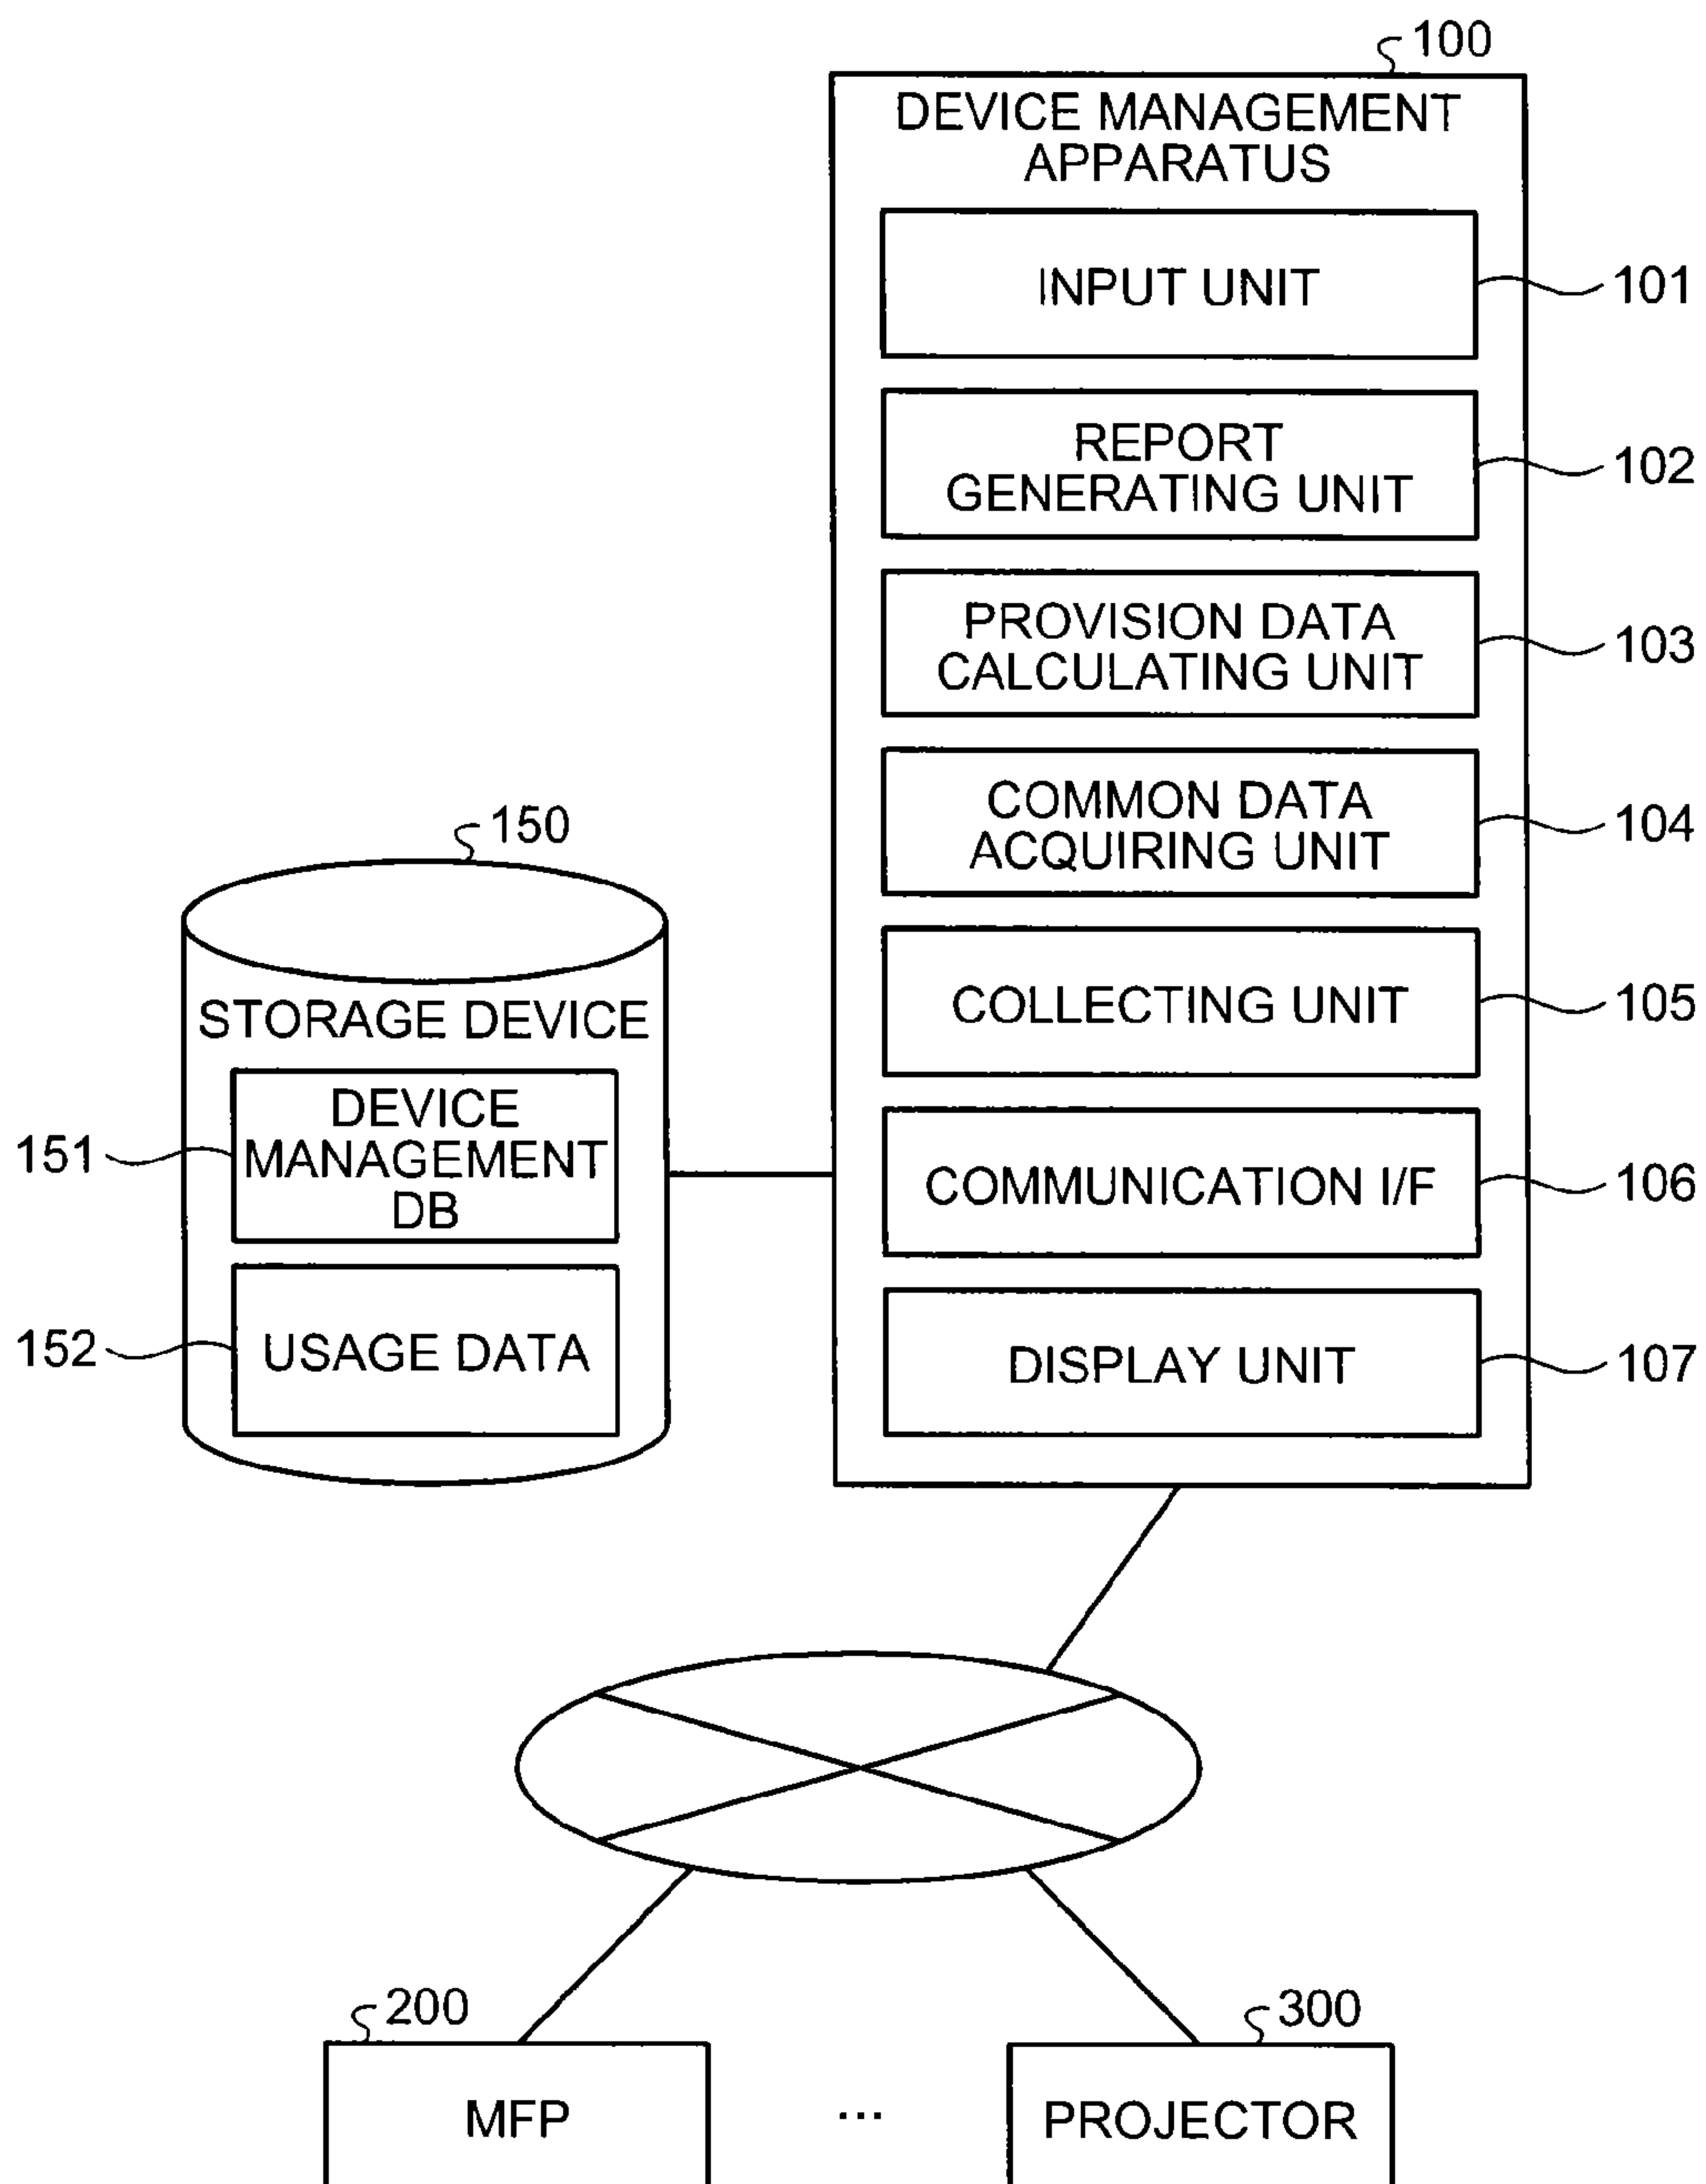 100
DEVICE MANAGEMENT
APPARATUS
INPUT UNIT
101
REPORT
GENERATING UNIT
102
PROVISION DATA
CALCULATING UNIT
103
COMMON DATA
ACQUIRING UNIT
104
COLLECTING UNIT
105
COMMUNICATION I/F
106
DISPLAY UNIT
107
150
STORAGE DEVICE
DEVICE
MANAGEMENT
DB
151
USAGE DATA
152
200
MFP
...
300
PROJECTOR